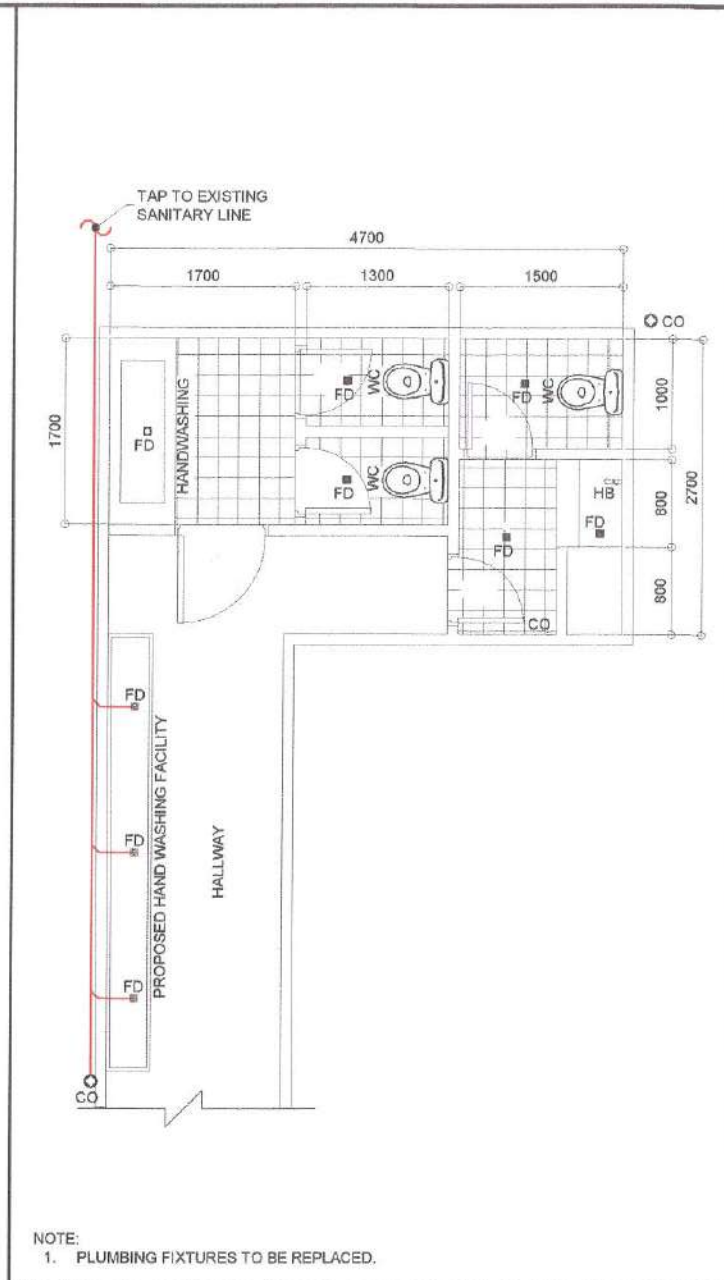 TAP TO EXISTING
SANITARY LINE
4700
1700
1300
1500
CO
1700
HANDWASHING
FD
FD
WC
FD
WC
FD
WC
1000
2700
800
800
HB
FD
FD
CO
FD
FD
FD
PROPOSED HAND WASHING FACILITY
HALLWAY
CO
NOTE:
1. PLUMBING FIXTURES TO BE REPLACED.